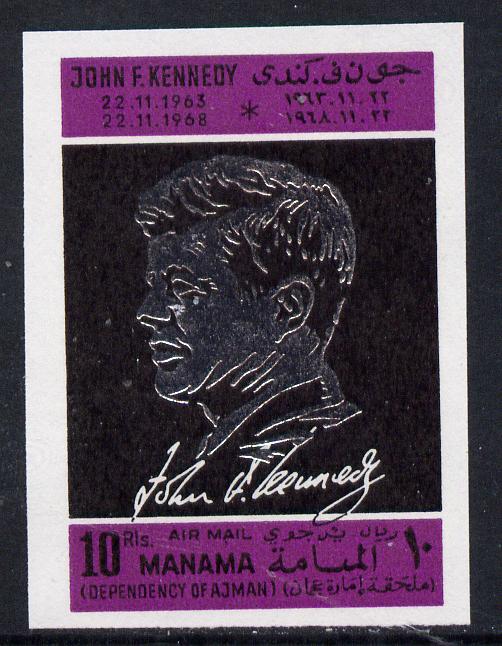 JOHN F. KENNEDY جون ف. كندى
22.11.1963 ١٩٦٣.١١.٢٢
22.11.1968 * ١٩٦٨.١١.٢٢
John F. Kennedy
10 Rls. AIR MAIL ريال بريد جوي ١٠
MANAMA المنامة
(DEPENDENCY OF AJMAN) (ملحقة إمارة عجمان)